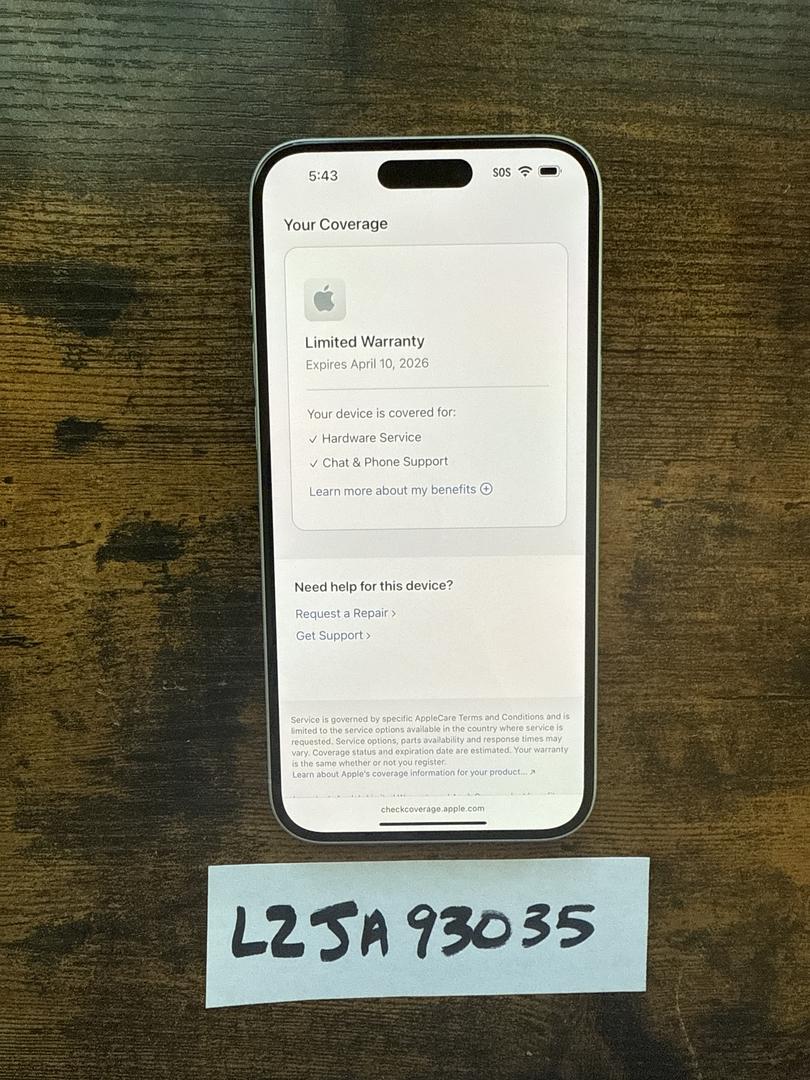 5:43
SOS
Your Coverage
Limited Warranty
Expires April 10, 2026
Your device is covered for:
✓ Hardware Service
✓ Chat & Phone Support
Learn more about my benefits
Need help for this device?
Request a Repair >
Get Support >
Service is governed by specific AppleCare Terms and Conditions and is
limited to the service options available in the country where service is
requested. Service options, parts availability and response times may
vary. Coverage status and expiration date are estimated. Your warranty
is the same whether or not you register.
Learn about Apple's coverage information for your product... ↗
checkcoverage.apple.com
LZJA93035